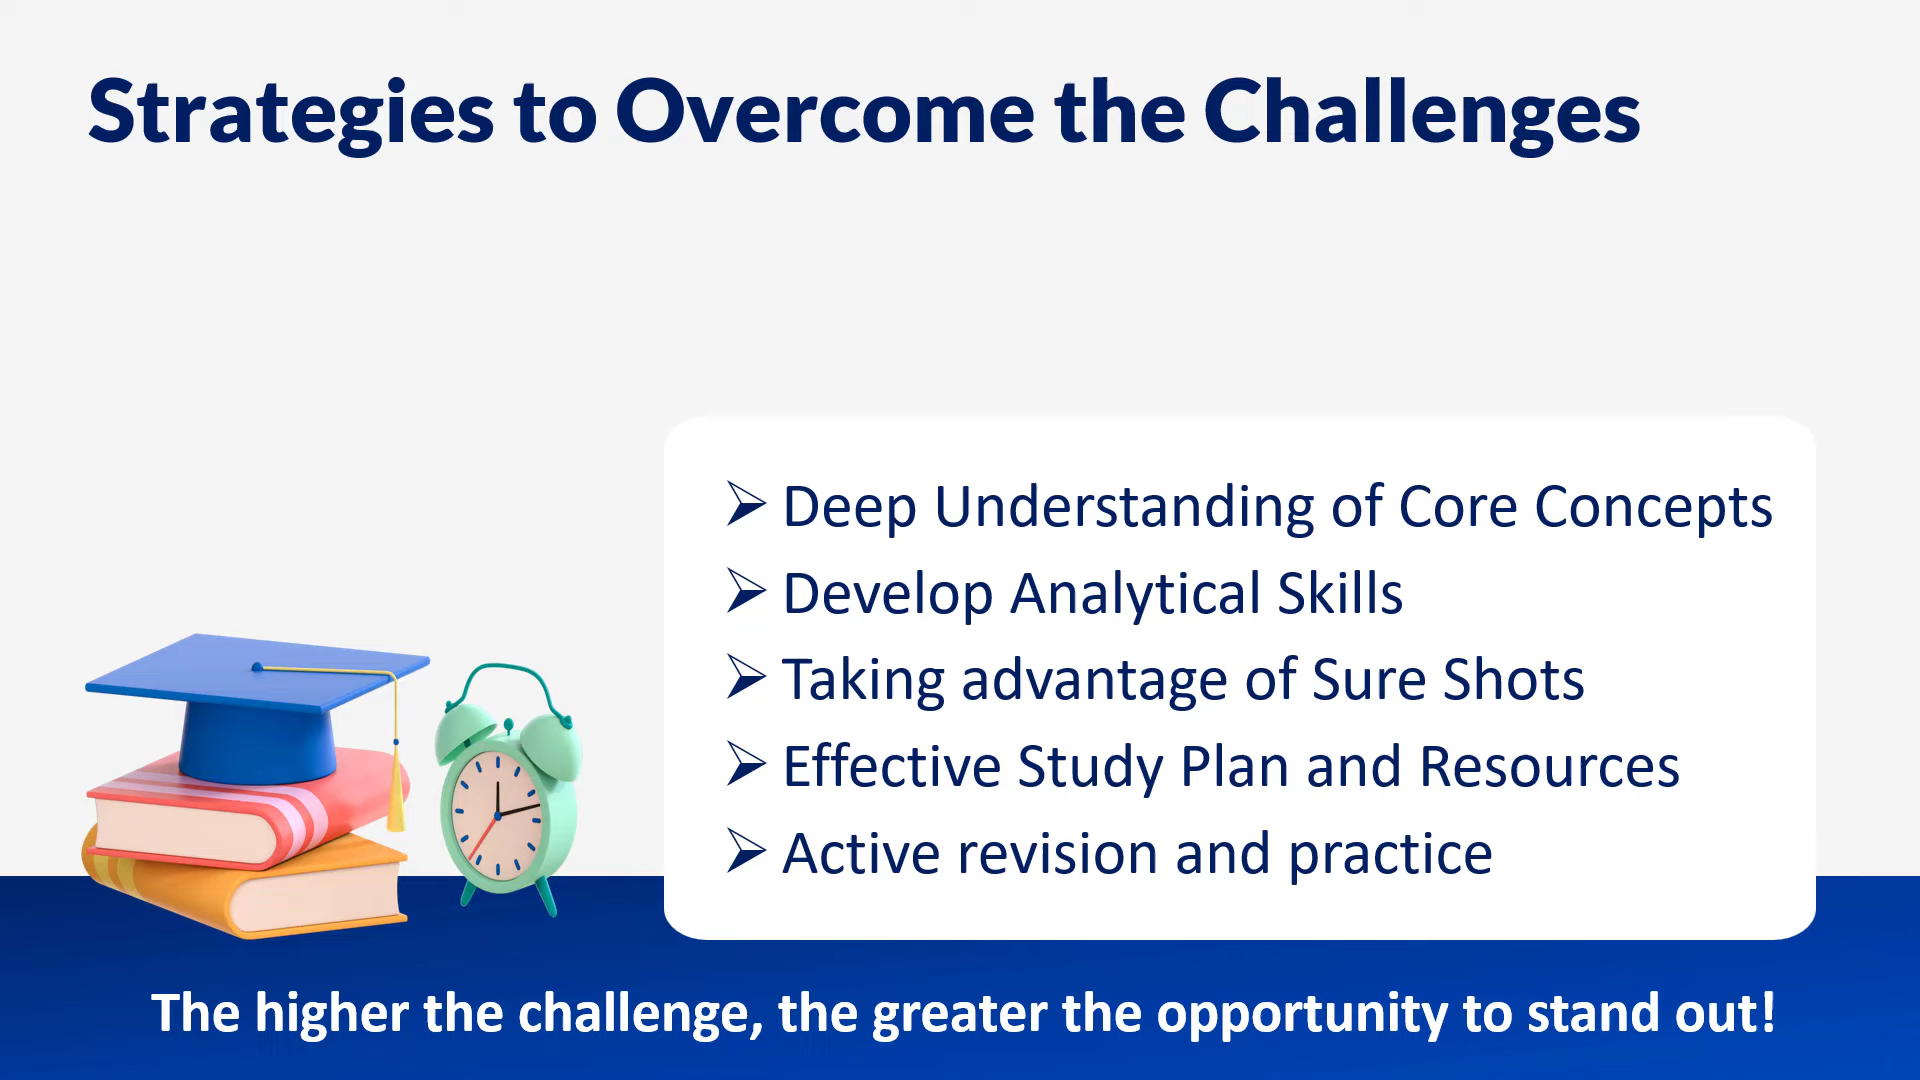 Strategies to Overcome the Challenges
➢ Deep Understanding of Core Concepts
➢ Develop Analytical Skills
➢ Taking advantage of Sure Shots
➢ Effective Study Plan and Resources
➢ Active revision and practice
The higher the challenge, the greater the opportunity to stand out!